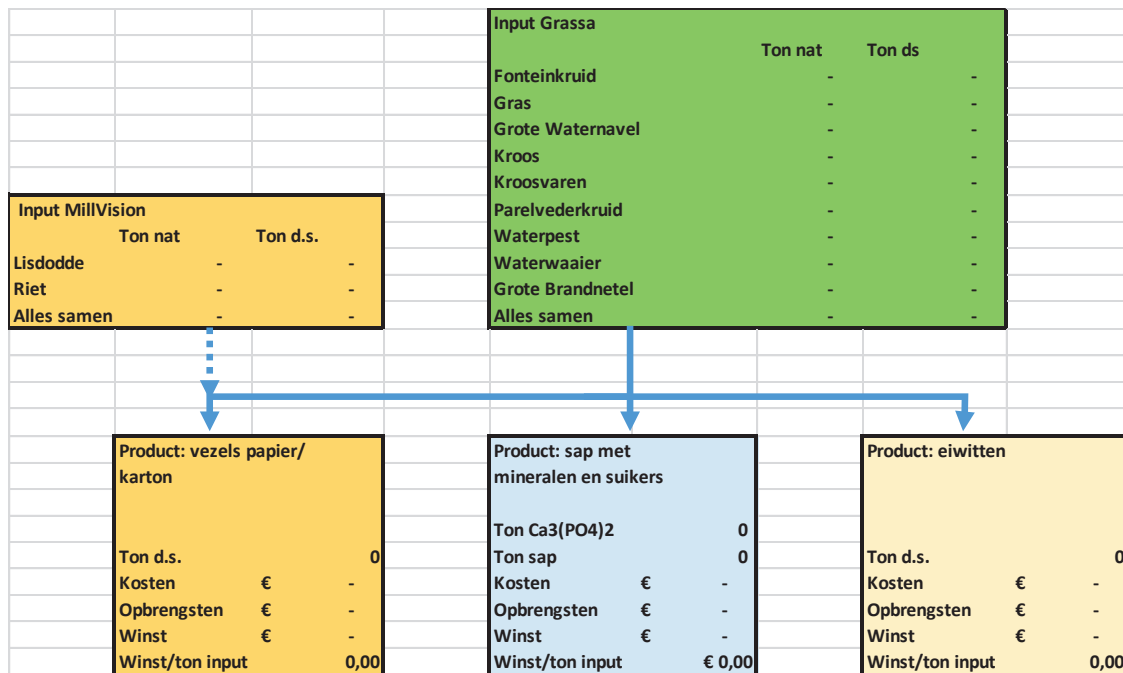 Input Grassa
Ton nat Ton ds
Fonteinkruid - -
Gras - -
Grote Waternavel - -
Kroos - -
Kroosvaren - -
Parelvederkruid - -
Waterpest - -
Waterwaaier - -
Grote Brandnetel - -
Alles samen - -
Input MillVision
Ton nat Ton d.s.
Lisdodde - -
Riet - -
Alles samen - -
Product: vezels papier/
karton
Ton d.s. 0
Kosten € -
Opbrengsten € -
Winst € -
Winst/ton input 0,00
Product: sap met
mineralen en suikers
Ton Ca3(PO4)2 0
Ton sap 0
Kosten € -
Opbrengsten € -
Winst € -
Winst/ton input € 0,00
Product: eiwitten
Ton d.s. 0
Kosten € -
Opbrengsten € -
Winst € -
Winst/ton input 0,00